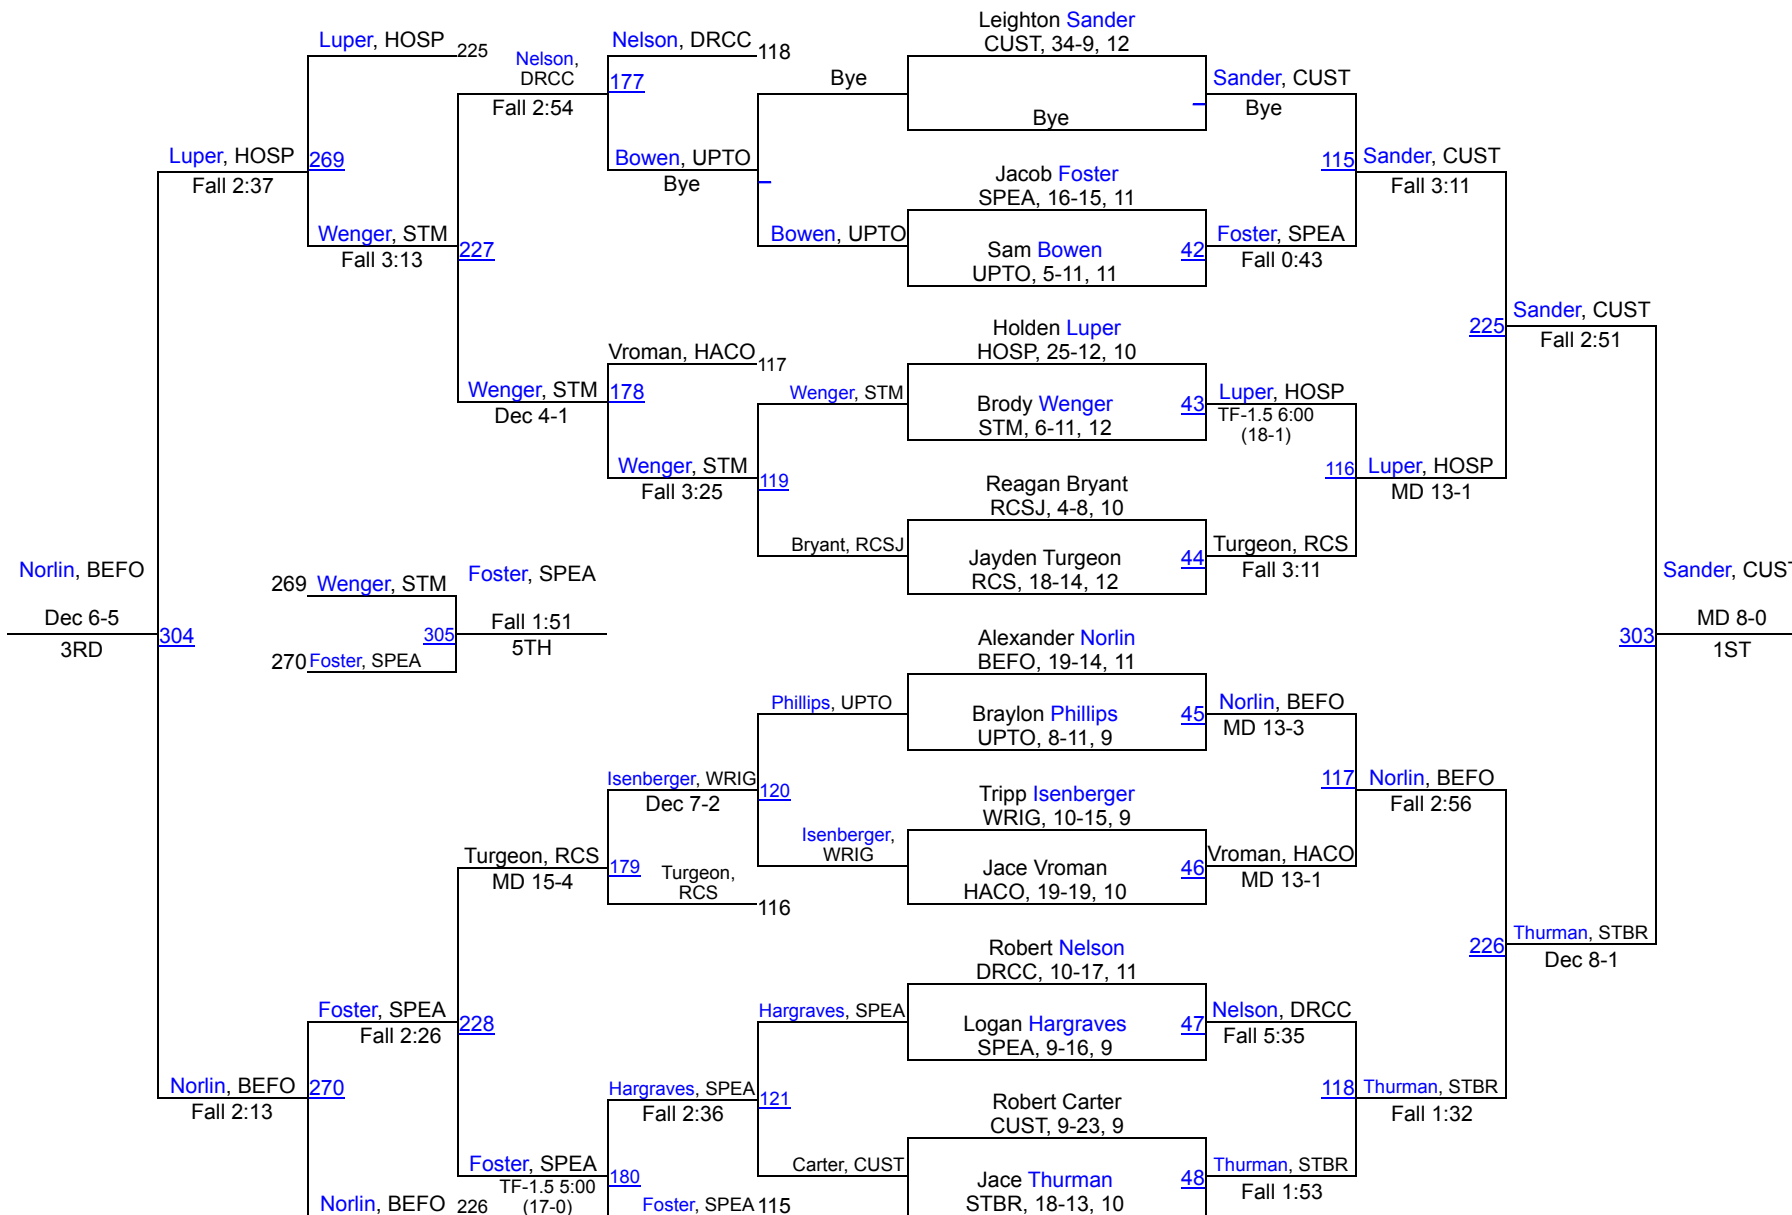 Leighton Sander
CUST, 34-9, 12
Luper, HOSP
225
Nelson, DRCC
118
Nelson,
DRCC
177
Fall 2:54
Bye
Sander, CUST
Bye
Bye
Luper, HOSP
269
Fall 2:37
Bowen, UPTO
Bye
115
Sander, CUST
Fall 3:11
Jacob Foster
SPEA, 16-15, 11
Wenger, STM
Fall 3:13
227
Bowen, UPTO
Sam Bowen
UPTO, 5-11, 11
42
Foster, SPEA
Fall 0:43
Sander, CUST
225
Fall 2:51
Holden Luper
HOSP, 25-12, 10
Vroman, HACO
117
Wenger, STM
178
Dec 4-1
Wenger, STM
Brody Wenger
STM, 6-11, 12
43
Luper, HOSP
TF-1.5 6:00
(18-1)
Wenger, STM
Fall 3:25
119
116
Luper, HOSP
MD 13-1
Reagan Bryant
RCSJ, 4-8, 10
Bryant, RCSJ
Jayden Turgeon
RCS, 18-14, 12
44
Turgeon, RCS
Fall 3:11
Norlin, BEFO
Dec 6-5
3RD
304
269
Wenger, STM
Foster, SPEA
305
Fall 1:51
5TH
270
Foster, SPEA
Sander, CUST
MD 8-0
303
1ST
Alexander Norlin
BEFO, 19-14, 11
Phillips, UPTO
Braylon Phillips
UPTO, 8-11, 9
45
Norlin, BEFO
MD 13-3
Isenberger, WRIG
Dec 7-2
120
117
Norlin, BEFO
Fall 2:56
Tripp Isenberger
WRIG, 10-15, 9
Isenberger,
WRIG
Turgeon, RCS
MD 15-4
179
Turgeon,
RCS
116
Jace Vroman
HACO, 19-19, 10
46
Vroman, HACO
MD 13-1
226
Thurman, STBR
Dec 8-1
Robert Nelson
DRCC, 10-17, 11
Foster, SPEA
Fall 2:26
228
Hargraves, SPEA
Logan Hargraves
SPEA, 9-16, 9
47
Nelson, DRCC
Fall 5:35
Norlin, BEFO
270
Fall 2:13
Hargraves, SPEA
Fall 2:36
121
118
Thurman, STBR
Fall 1:32
Robert Carter
CUST, 9-23, 9
Foster, SPEA
TF-1.5 5:00
(17-0)
180
Carter, CUST
Jace Thurman
STBR, 18-13, 10
48
Thurman, STBR
Fall 1:53
Norlin, BEFO
226
Foster, SPEA
115